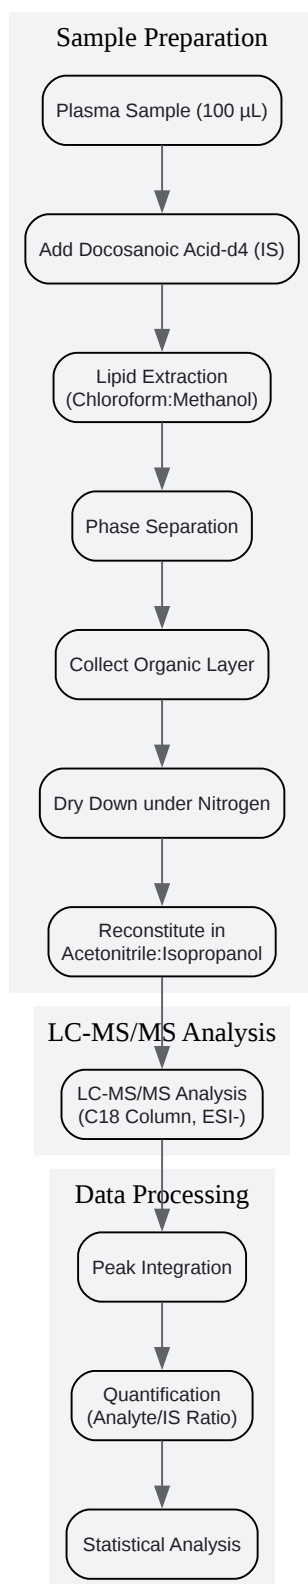 Sample Preparation
Plasma Sample (100 µL)
Add Docosanoic Acid-d4 (IS)
Lipid Extraction
(Chloroform:Methanol)
Phase Separation
Collect Organic Layer
Dry Down under Nitrogen
Reconstitute in
Acetonitrile:Isopropanol
LC-MS/MS Analysis
LC-MS/MS Analysis
(C18 Column, ESI-)
Data Processing
Peak Integration
Quantification
(Analyte/IS Ratio)
Statistical Analysis